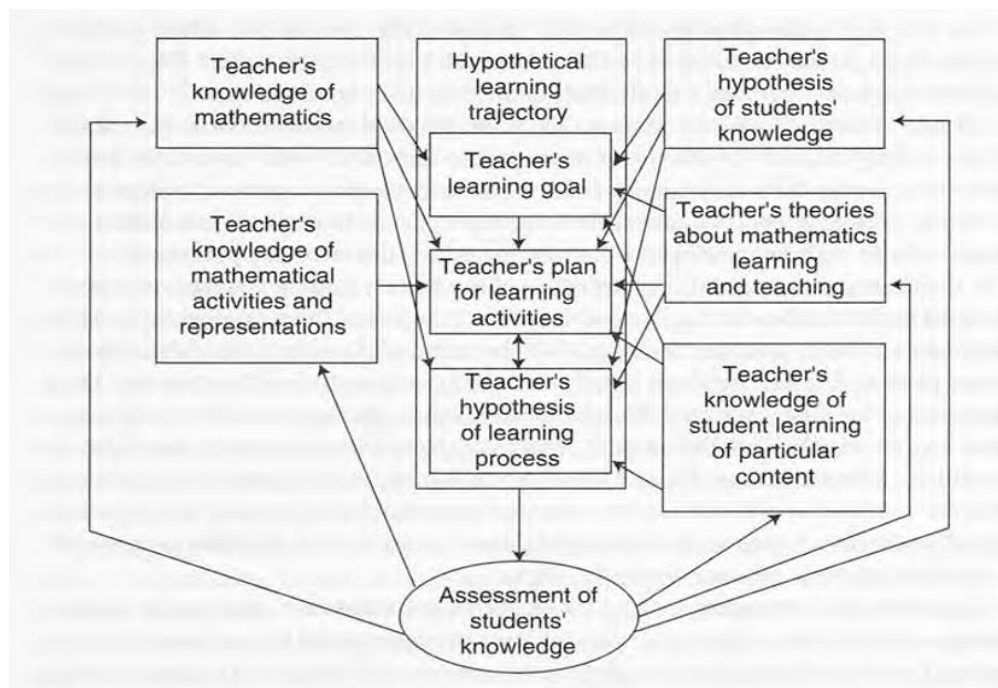 Teacher's
knowledge of
mathematics
Hypothetical
learning
trajectory
Teacher's
hypothesis
of students'
knowledge
Teacher's
learning goal
Teacher's
knowledge of
mathematical
activities and
representations
Teacher's plan
for learning
activities
Teacher's theories
about mathematics
learning
and teaching
Teacher's
hypothesis
of learning
process
Teacher's
knowledge of
student learning
of particular
content
Assessment of
students'
knowledge